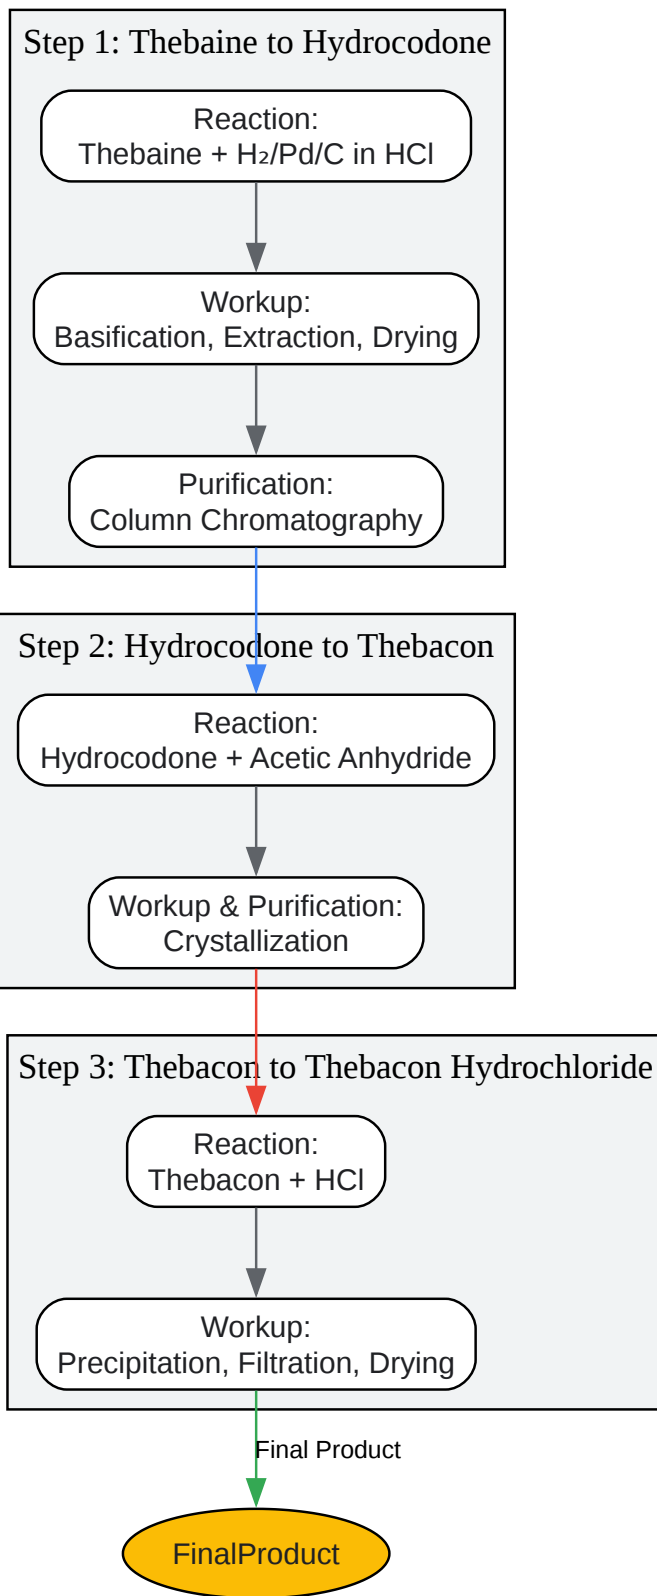 Step 1: Thebaine to Hydrocodone
Reaction:
Thebaine + H₂/Pd/C in HCl
Workup:
Basification, Extraction, Drying
Purification:
Column Chromatography
Step 2: Hydrocodone to Thebacon
Reaction:
Hydrocodone + Acetic Anhydride
Workup & Purification:
Crystallization
Step 3: Thebacon to Thebacon Hydrochloride
Reaction:
Thebacon + HCl
Workup:
Precipitation, Filtration, Drying
Final Product
FinalProduct